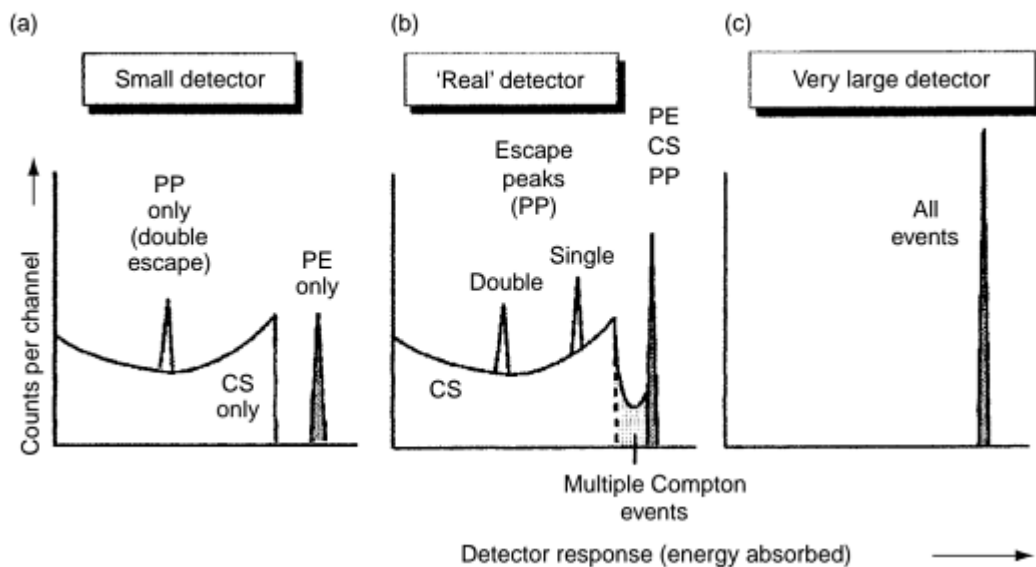 (a)
Small detector
PP
only
(double
escape)
PE
only
CS
only
Counts per channel
(b)
'Real' detector
Escape
peaks
(PP)
PE
CS
PP
Double
Single
CS
Multiple Compton
events
(c)
Very large detector
All
events
Detector response (energy absorbed)